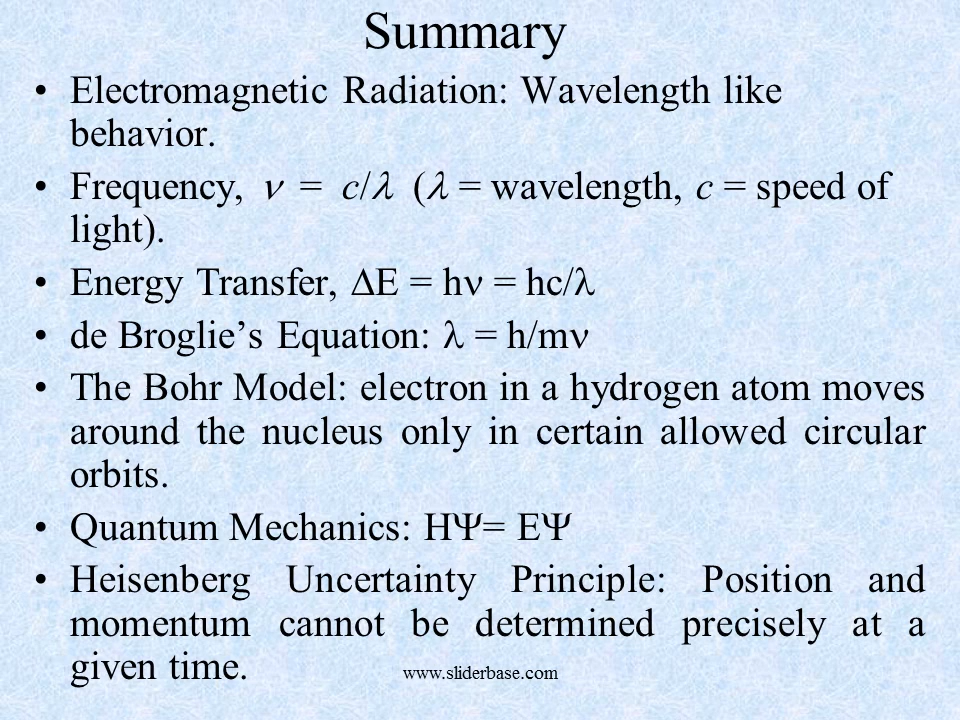 Summary
• Electromagnetic Radiation: Wavelength like
behavior.
• Frequency, ν = c/λ (λ = wavelength, c = speed of
light).
• Energy Transfer, ΔE = hν = hc/λ
• de Broglie’s Equation: λ = h/mν
• The Bohr Model: electron in a hydrogen atom moves
around the nucleus only in certain allowed circular
orbits.
• Quantum Mechanics: HΨ= EΨ
• Heisenberg Uncertainty Principle: Position and
momentum cannot be determined precisely at a
given time.
www.sliderbase.com